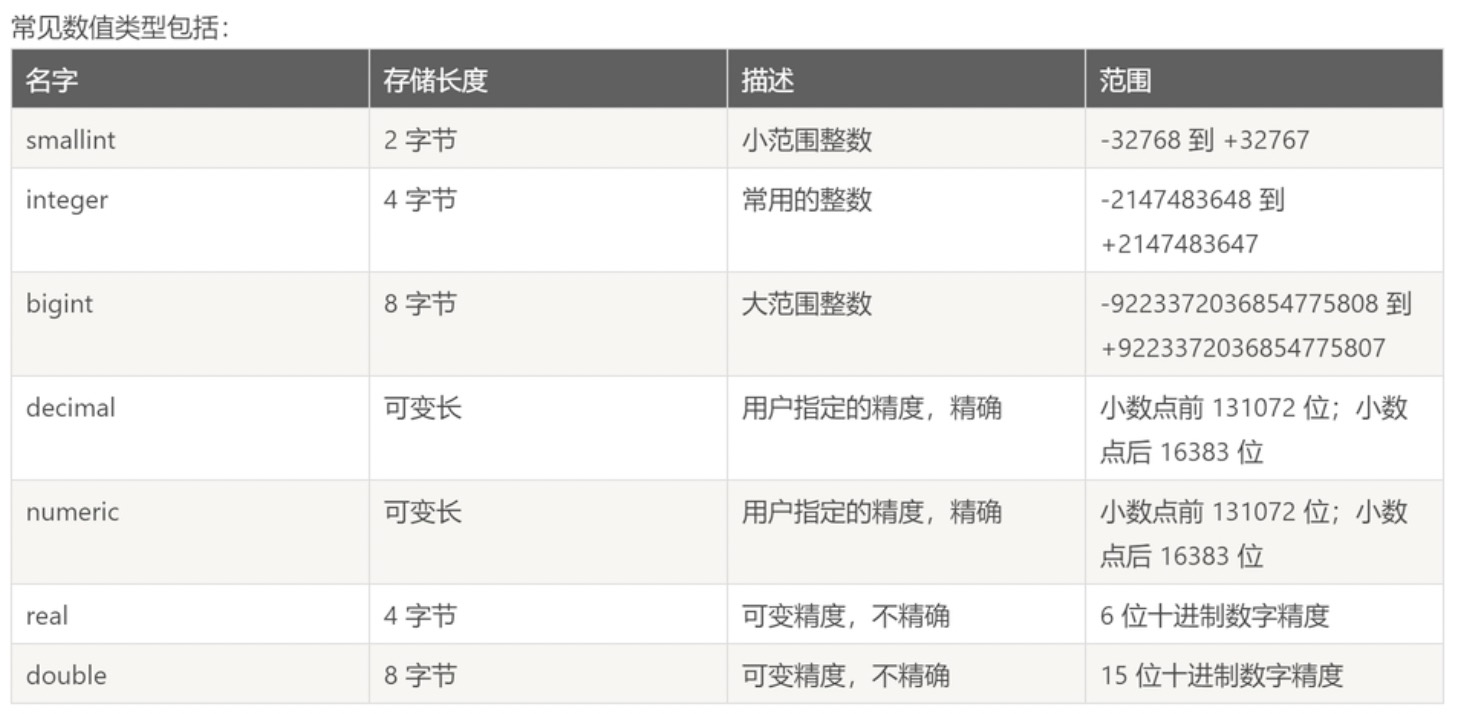 常见数值类型包括：
名字 存储长度 描述 范围
smallint 2 字节 小范围整数 -32768 到 +32767
integer 4 字节 常用的整数 -2147483648 到
+2147483647
bigint 8 字节 大范围整数 -9223372036854775808 到
+9223372036854775807
decimal 可变长 用户指定的精度，精确 小数点前 131072 位；小数
点后 16383 位
numeric 可变长 用户指定的精度，精确 小数点前 131072 位；小数
点后 16383 位
real 4 字节 可变精度，不精确 6 位十进制数字精度
double 8 字节 可变精度，不精确 15 位十进制数字精度